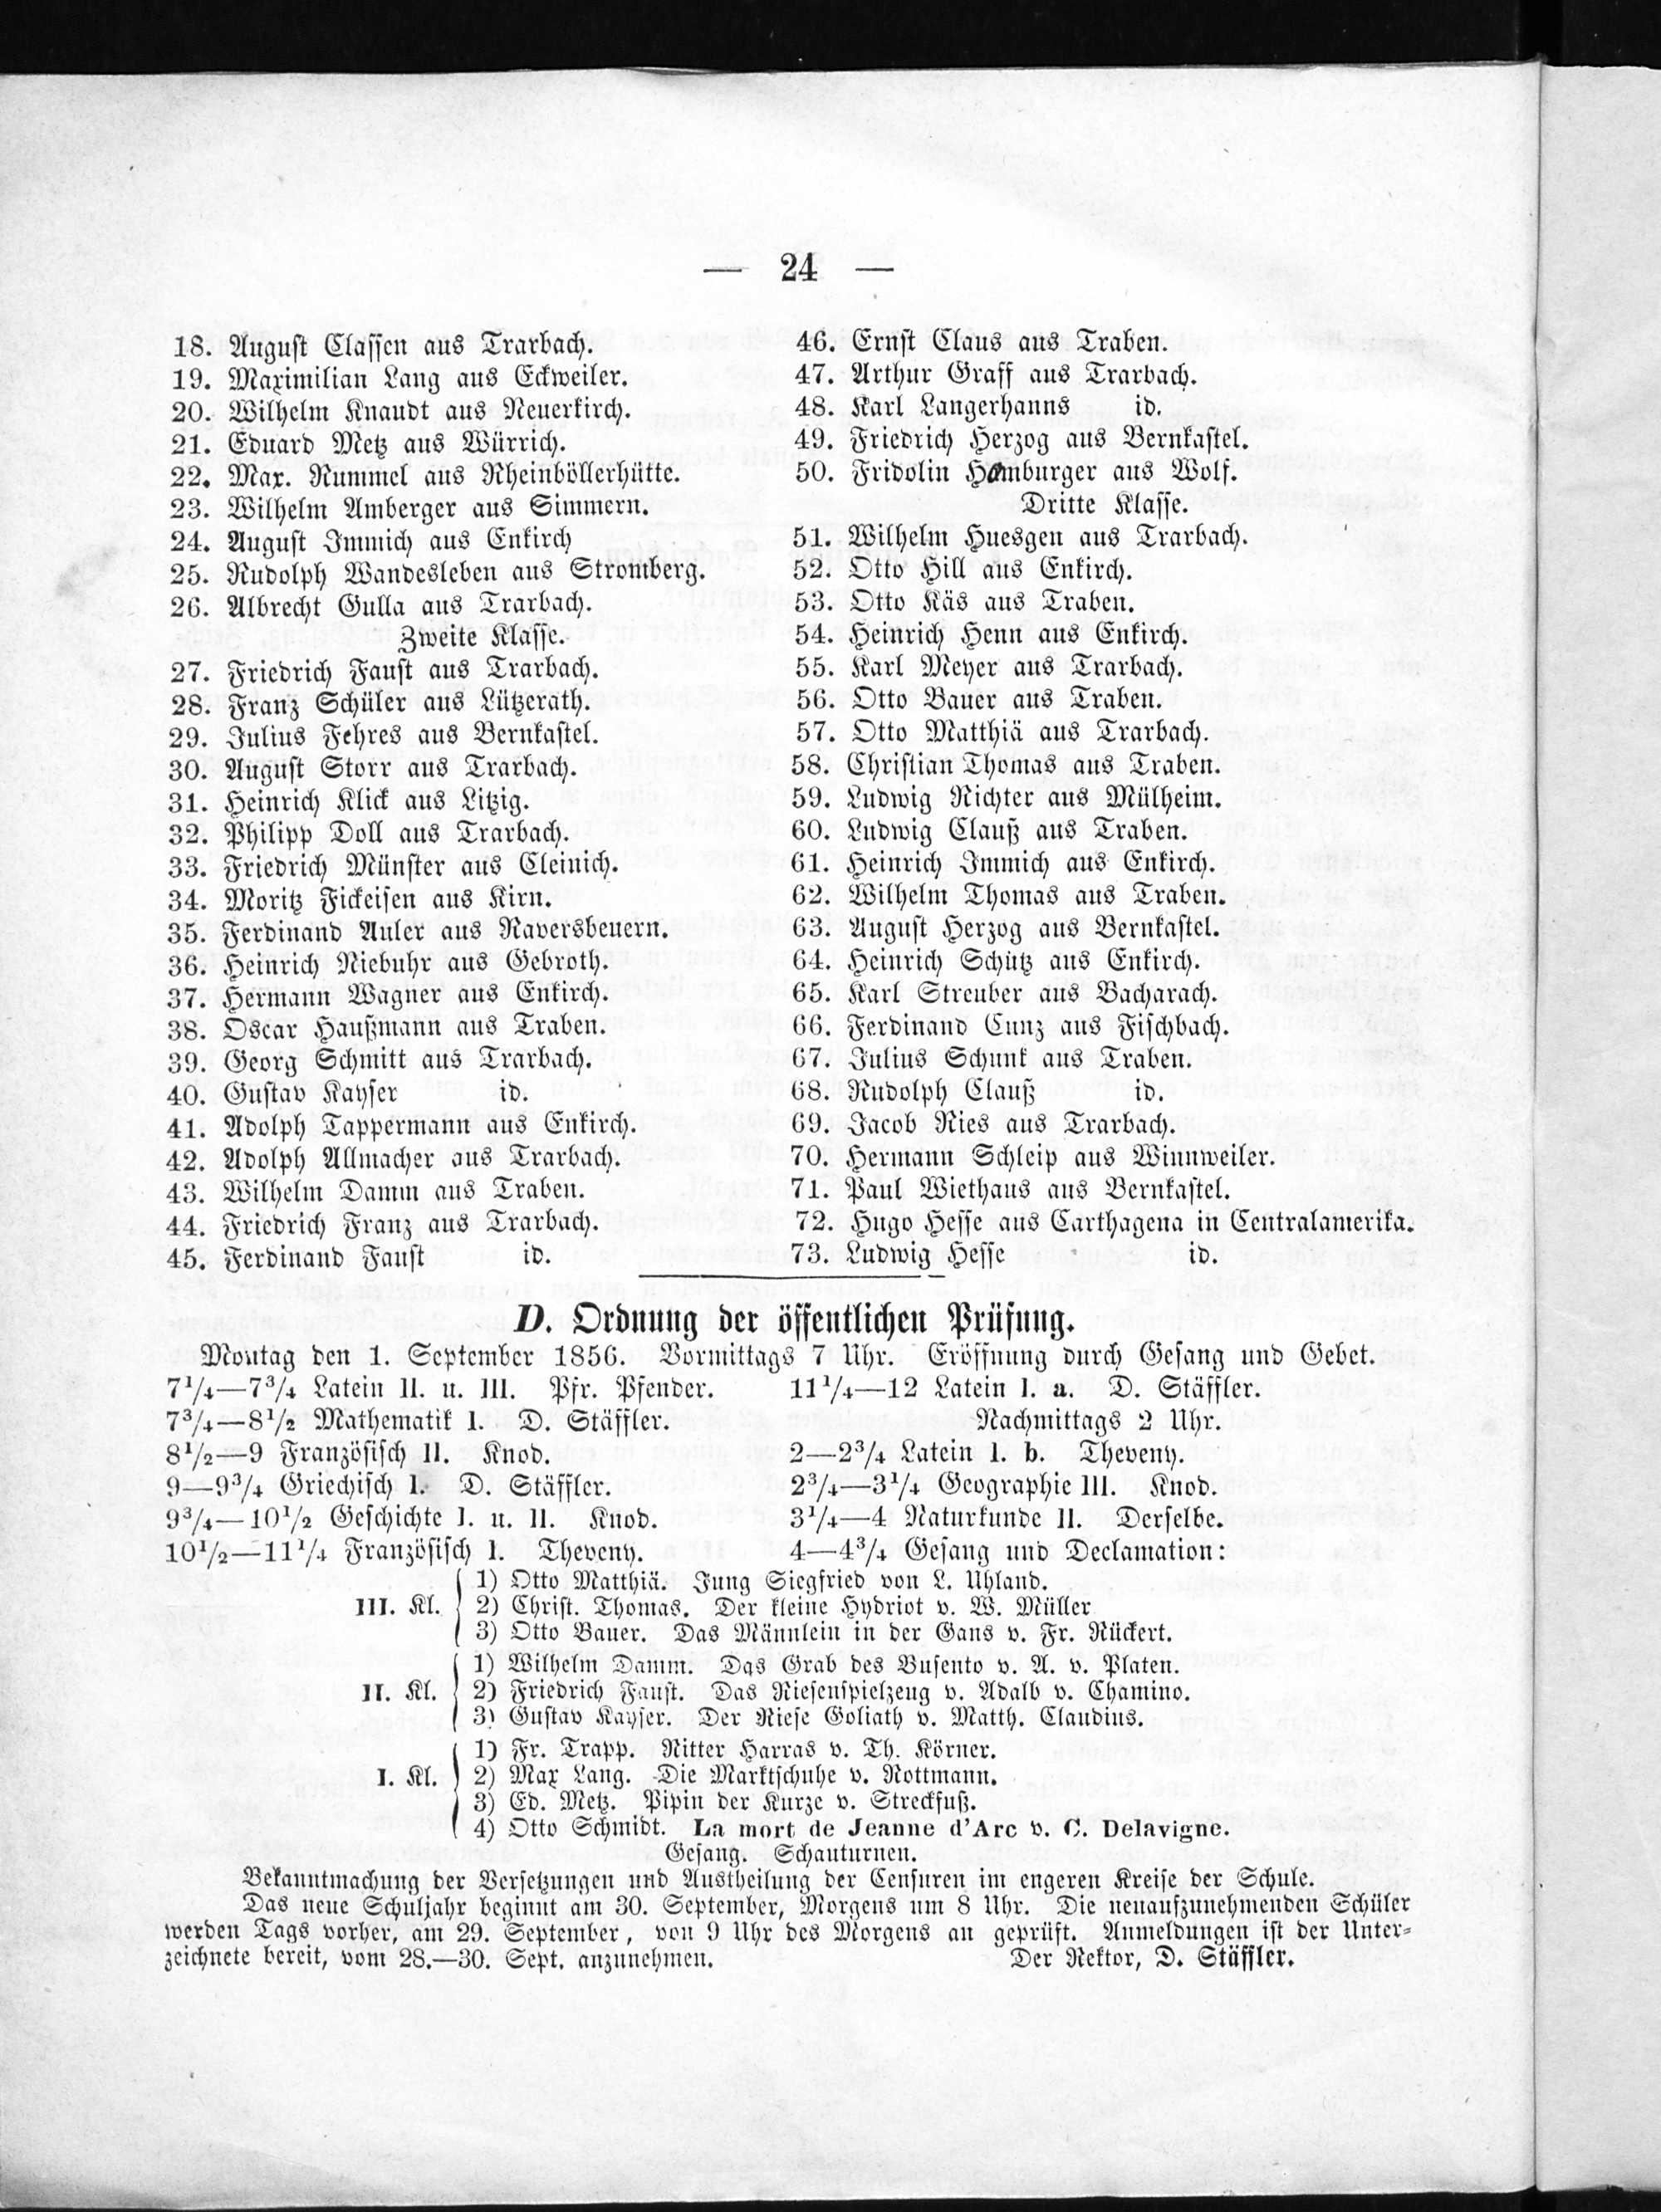 — 24 —
18. August Classen aus Trarbach.
19. Maximilian Lang aus Eckweiler.
20. Wilhelm Knaudt aus Neuerkirch.
21. Eduard Metz aus Würrich.
22. Max. Rummel aus Rheinböllerhütte.
23. Wilhelm Amberger aus Simmern.
24. August Immich aus Enkirch
25. Rudolph Wandesleben aus Stromberg.
26. Albrecht Gulla aus Trarbach.
Zweite Klasse.
27. Friedrich Faust aus Trarbach.
28. Franz Schüler aus Lützerath.
29. Julius Fehres aus Bernkastel.
30. August Storr aus Trarbach.
31. Heinrich Klick aus Litzig.
32. Philipp Doll aus Trarbach.
33. Friedrich Münster aus Cleinich.
34. Moritz Fickeisen aus Kirn.
35. Ferdinand Auler aus Raversbeuern.
36. Heinrich Niebuhr aus Gebroth.
37. Hermann Wagner aus Enkirch.
38. Oscar Haußmann aus Traben.
39. Georg Schmitt aus Trarbach.
40. Gustav Kayser id.
41. Adolph Tappermann aus Enkirch.
42. Adolph Allmacher aus Trarbach.
43. Wilhelm Damm aus Traben.
44. Friedrich Franz aus Trarbach.
45. Ferdinand Faust id.
46. Ernst Claus aus Traben.
47. Arthur Graff aus Trarbach.
48. Karl Langerhanns id.
49. Friedrich Herzog aus Bernkastel.
50. Fridolin Hamburger aus Wolf.
Dritte Klasse.
51. Wilhelm Huesgen aus Trarbach.
52. Otto Hill aus Enkirch.
53. Otto Käs aus Traben.
54. Heinrich Henn aus Enkirch.
55. Karl Meyer aus Trarbach.
56. Otto Bauer aus Traben.
57. Otto Matthiä aus Trarbach.
58. Christian Thomas aus Traben.
59. Ludwig Richter aus Mülheim.
60. Ludwig Clauß aus Traben.
61. Heinrich Immich aus Enkirch.
62. Wilhelm Thomas aus Traben.
63. August Herzog aus Bernkastel.
64. Heinrich Schütz aus Enkirch.
65. Karl Streuber aus Bacharach.
66. Ferdinand Cunz aus Fischbach.
67. Julius Schunk aus Traben.
68. Rudolph Clauß id.
69. Jacob Ries aus Trarbach.
70. Hermann Schleip aus Winnweiler.
71. Paul Wiethaus aus Bernkastel.
72. Hugo Hesse aus Carthagena in Centralamerika.
73. Ludwig Hesse id.
D. Ordnung der öffentlichen Prüfung.
Montag den 1. September 1856. Vormittags 7 Uhr. Eröffnung durch Gesang und Gebet.
7¹/₄—7³/₄ Latein II. u. III. Pfr. Pfender.
7³/₄—8¹/₂ Mathematik I. D. Stäffler.
8¹/₂—9 Französisch II. Knod.
9—9³/₄ Griechisch I. D. Stäffler.
9³/₄—10¹/₂ Geschichte I. u. II. Knod.
10¹/₂—11¹/₄ Französisch I. Theveny.
11¹/₄—12 Latein I. a. D. Stäffler.
Nachmittags 2 Uhr.
2—2³/₄ Latein I. b. Theveny.
2³/₄—3¹/₄ Geographie III. Knod.
3¹/₄—4 Naturkunde II. Derselbe.
4—4³/₄ Gesang und Declamation:
III. Kl.
1) Otto Matthiä. Jung Siegfried von L. Uhland.
2) Christ. Thomas. Der kleine Hydriot v. W. Müller
3) Otto Bauer. Das Männlein in der Gans v. Fr. Rückert.
II. Kl.
1) Wilhelm Damm. Das Grab des Busento v. A. v. Platen.
2) Friedrich Faust. Das Riesenspielzeug v. Adalb v. Chamino.
3) Gustav Kayser. Der Riese Goliath v. Matth. Claudius.
I. Kl.
1) Fr. Trapp. Ritter Harras v. Th. Körner.
2) Max Lang. Die Marktschuhe v. Rottmann.
3) Ed. Metz. Pipin der Kurze v. Streckfuß.
4) Otto Schmidt. La mort de Jeanne d'Arc v. C. Delavigne.
Gesang. Schauturnen.
Bekanntmachung der Versetzungen und Austheilung der Censuren im engeren Kreise der Schule.
Das neue Schuljahr beginnt am 30. September, Morgens um 8 Uhr. Die neuaufzunehmenden Schüler
werden Tags vorher, am 29. September, von 9 Uhr des Morgens an geprüft. Anmeldungen ist der Unter-
zeichnete bereit, vom 28.—30. Sept. anzunehmen. Der Rektor, D. Stäffler.